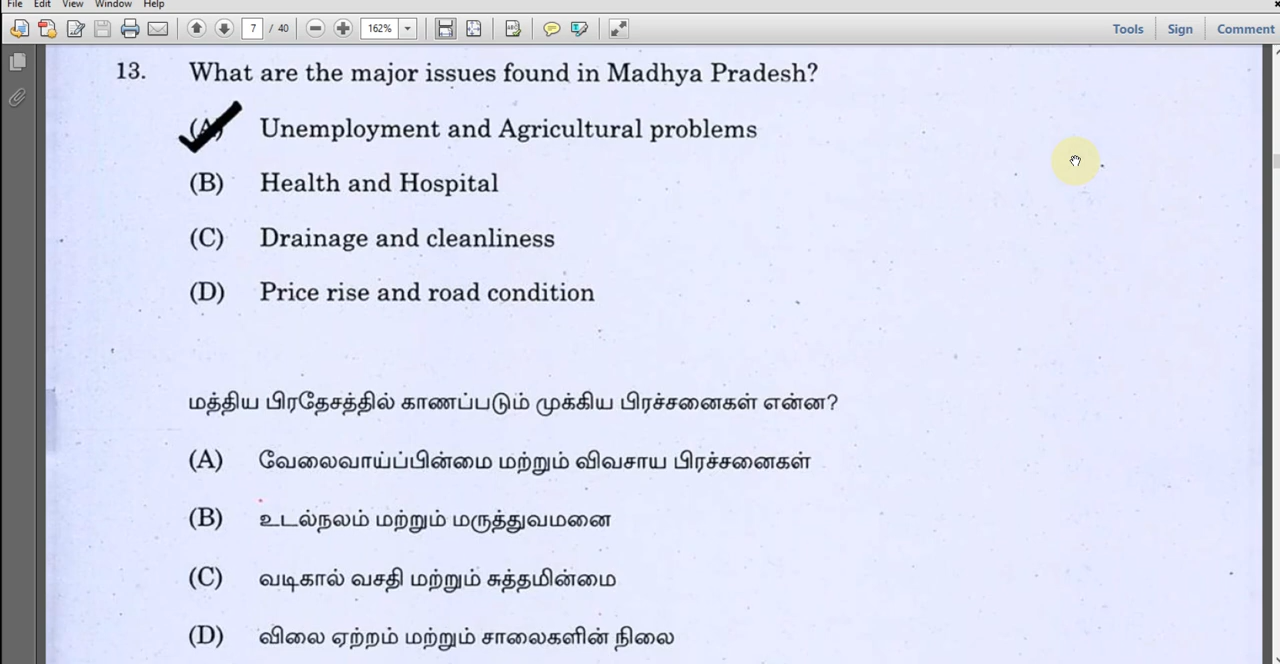 File Edit View Window Help
7 / 40 162% Tools Sign Comment
13. What are the major issues found in Madhya Pradesh?
(A) Unemployment and Agricultural problems
(B) Health and Hospital
(C) Drainage and cleanliness
(D) Price rise and road condition
மத்திய பிரதேசத்தில் காணப்படும் முக்கிய பிரச்சனைகள் என்ன?
(A) வேலைவாய்ப்பின்மை மற்றும் விவசாய பிரச்சனைகள்
(B) உடல்நலம் மற்றும் மருத்துவமனை
(C) வடிகால் வசதி மற்றும் சுத்தமின்மை
(D) விலை ஏற்றம் மற்றும் சாலைகளின் நிலை